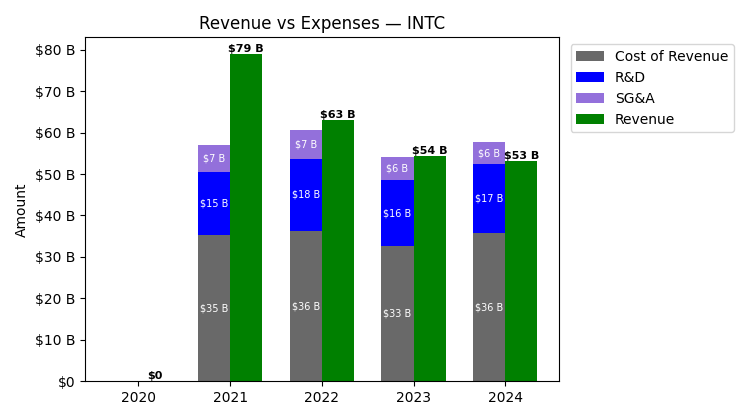 Revenue vs Expenses — INTC
Amount
$80 B
$70 B
$60 B
$50 B
$40 B
$30 B
$20 B
$10 B
$0
$0
$7 B
$15 B
$35 B
$79 B
$7 B
$18 B
$36 B
$63 B
$6 B
$16 B
$33 B
$54 B
$6 B
$17 B
$36 B
$53 B
2020 2021 2022 2023 2024
Cost of Revenue
R&D
SG&A
Revenue